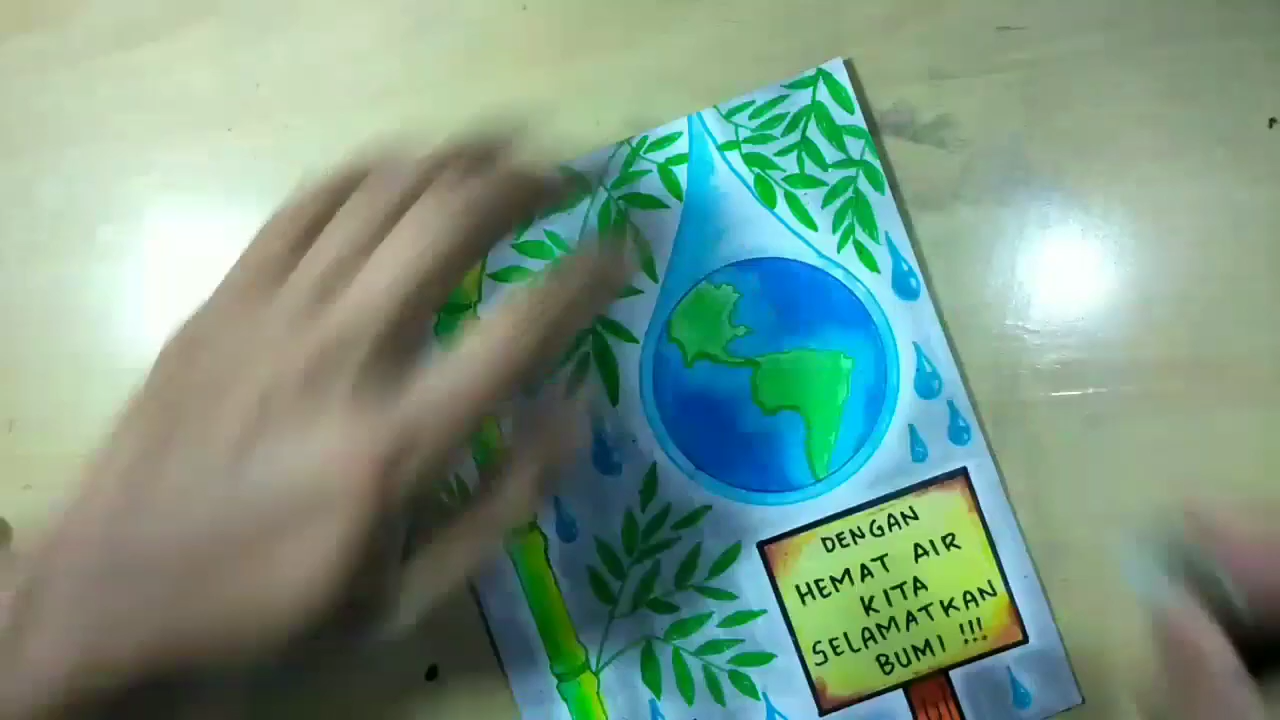 DENGAN
HEMAT AIR
KITA
SELAMATKAN
BUMI !!!